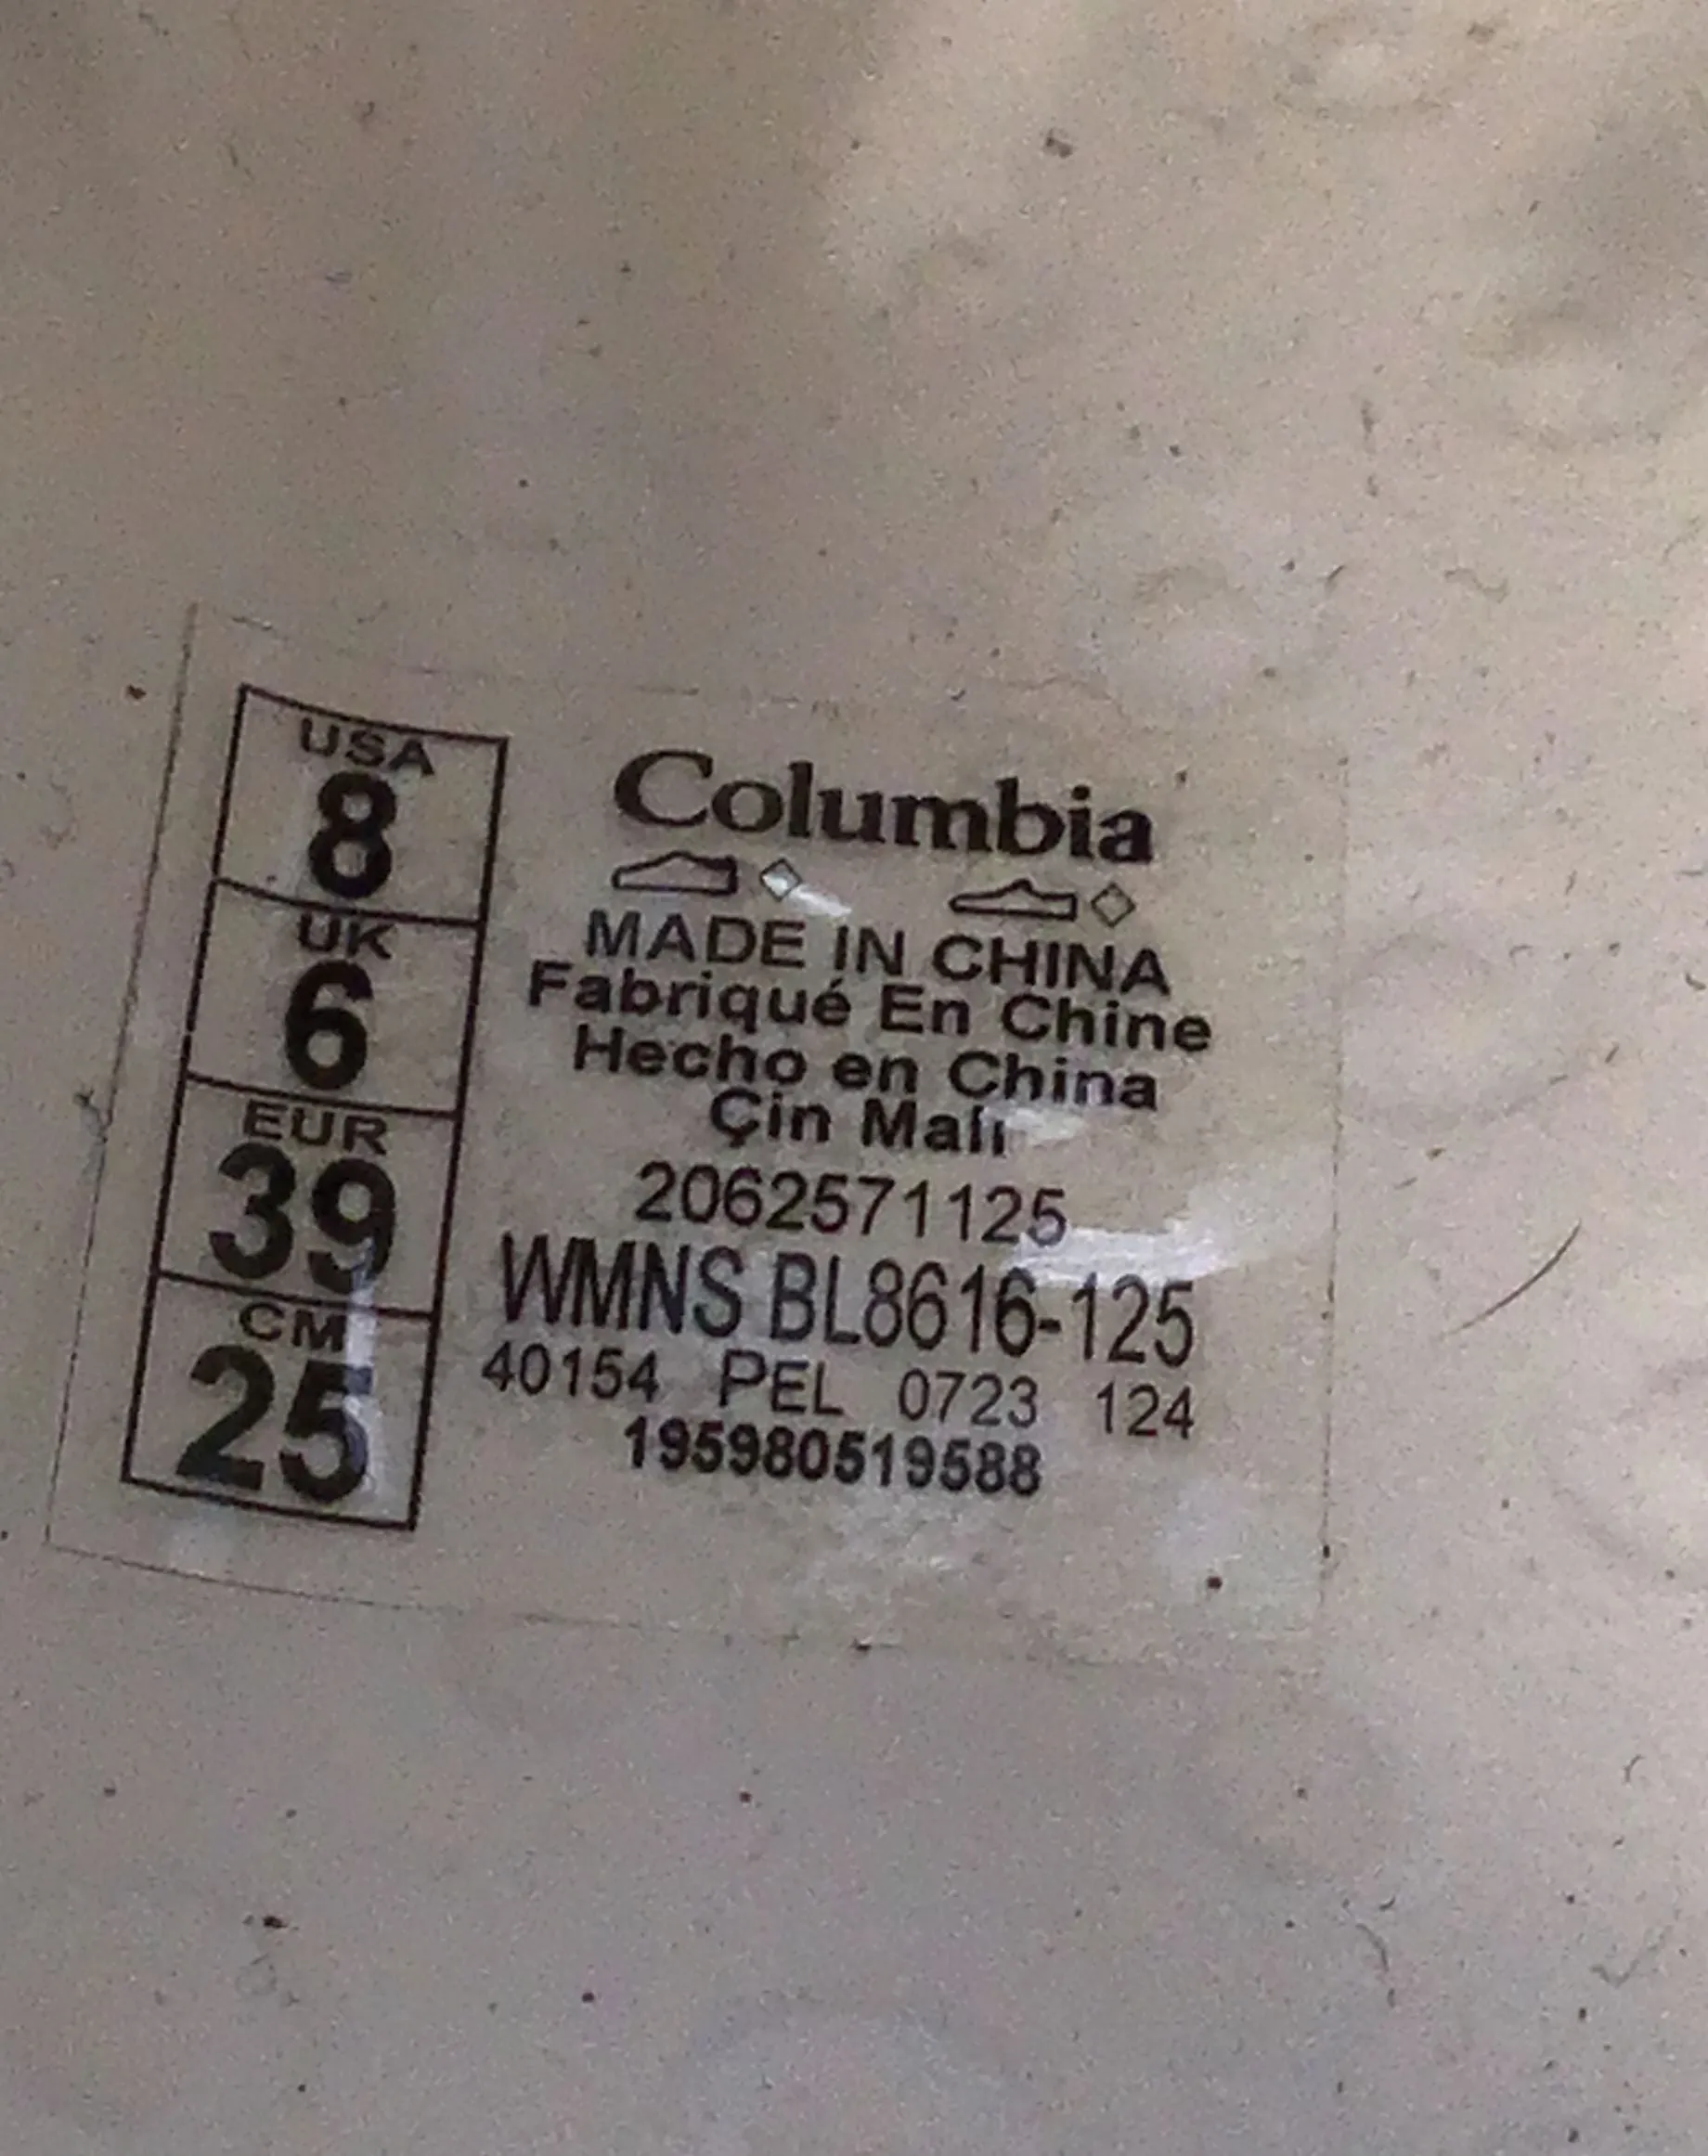 USA
8
UK
6
EUR
39
CM
25
Columbia
MADE IN CHINA
Fabriqué En Chine
Hecho en China
Çin Malı
2062571125
WMNS BL8616-125
40154 PEL 0723 124
195980519588